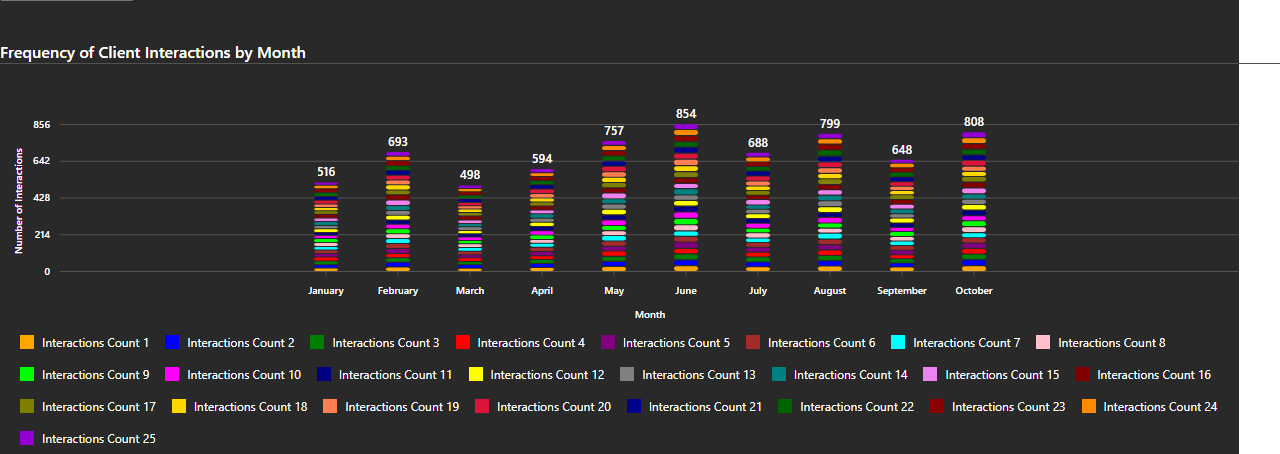 Frequency of Client Interactions by Month
854
856
808
799
757
693
688
648
642
594
516
498
428
214
0
Number of Interactions
January February March April May June July August September October
Month
Interactions Count 1 Interactions Count 2 Interactions Count 3 Interactions Count 4 Interactions Count 5 Interactions Count 6 Interactions Count 7 Interactions Count 8
Interactions Count 9 Interactions Count 10 Interactions Count 11 Interactions Count 12 Interactions Count 13 Interactions Count 14 Interactions Count 15 Interactions Count 16
Interactions Count 17 Interactions Count 18 Interactions Count 19 Interactions Count 20 Interactions Count 21 Interactions Count 22 Interactions Count 23 Interactions Count 24
Interactions Count 25